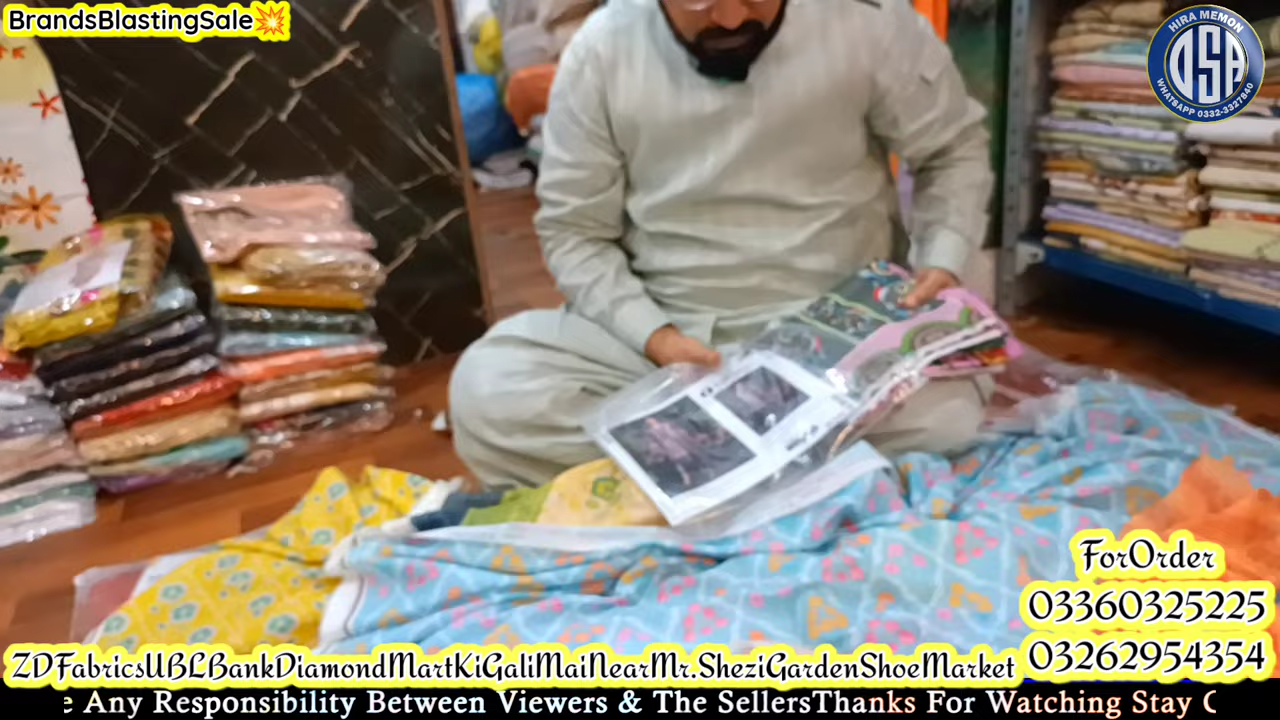 BrandsBlastingSale💥
HIRA MEMON
OSA
WHATSAPP 0332-3327840
ForOrder
03360325225
03262954354
ZDFabricsUBLBankDiamondMartKiGaliMaiNearMr.SheziGardenShoeMarket
e Any Responsibility Between Viewers & The SellersThanks For Watching Stay C